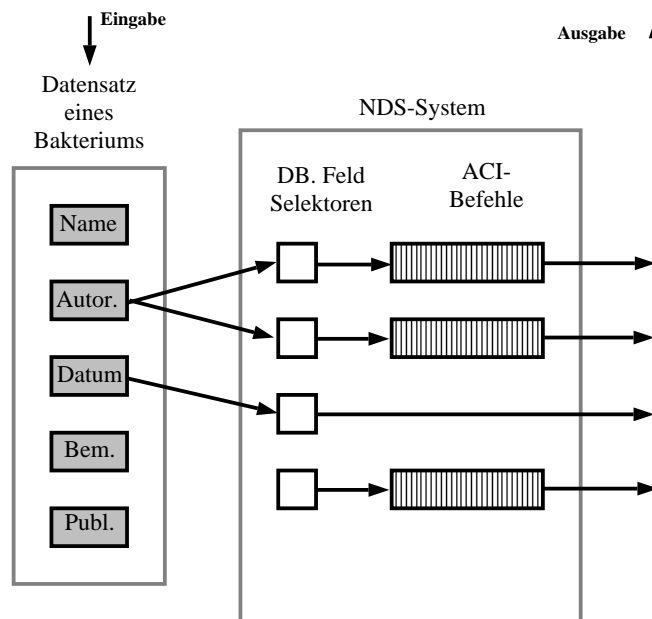 Eingabe
Ausgabe
Datensatz
eines
Bakteriums
NDS-System
DB. Feld
Selektoren
ACI-
Befehle
Name
Autor.
Datum
Bem.
Publ.